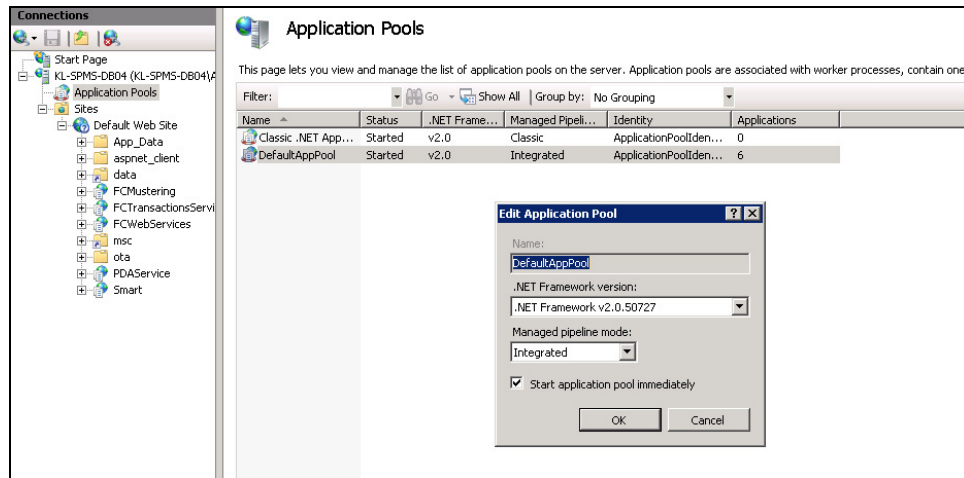 Connections
Start Page
KL-SPMS-DB04 (KL-SPMS-DB04\A
Application Pools
Sites
Default Web Site
App_Data
aspnet_client
data
FCMustering
FCTransactionsServi
FCWebServices
msc
ota
PDAService
Smart
Application Pools
This page lets you view and manage the list of application pools on the server. Application pools are associated with worker processes, contain one
Filter: Go Show All Group by: No Grouping
Name Status .NET Frame... Managed Pipeli... Identity Applications
Classic .NET App... Started v2.0 Classic ApplicationPoolIden... 0
DefaultAppPool Started v2.0 Integrated ApplicationPoolIden... 6
Edit Application Pool
Name:
DefaultAppPool
.NET Framework version:
.NET Framework v2.0.50727
Managed pipeline mode:
Integrated
Start application pool immediately
OK Cancel